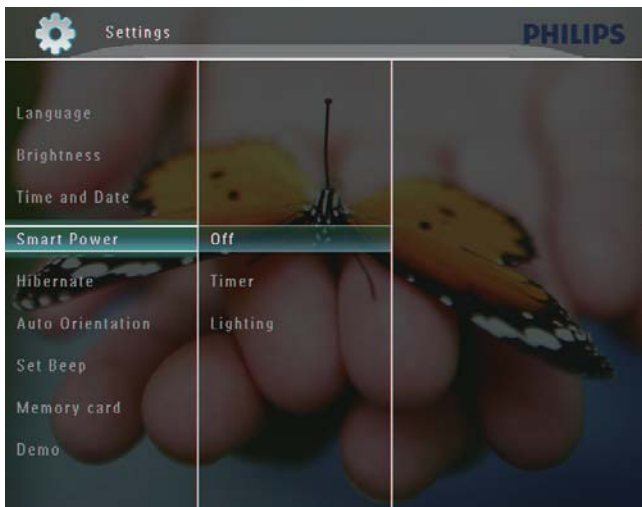 Settings
PHILIPS
Language
Brightness
Time and Date
Smart Power
Hibernate
Auto Orientation
Set Beep
Memory card
Demo
Off
Timer
Lighting